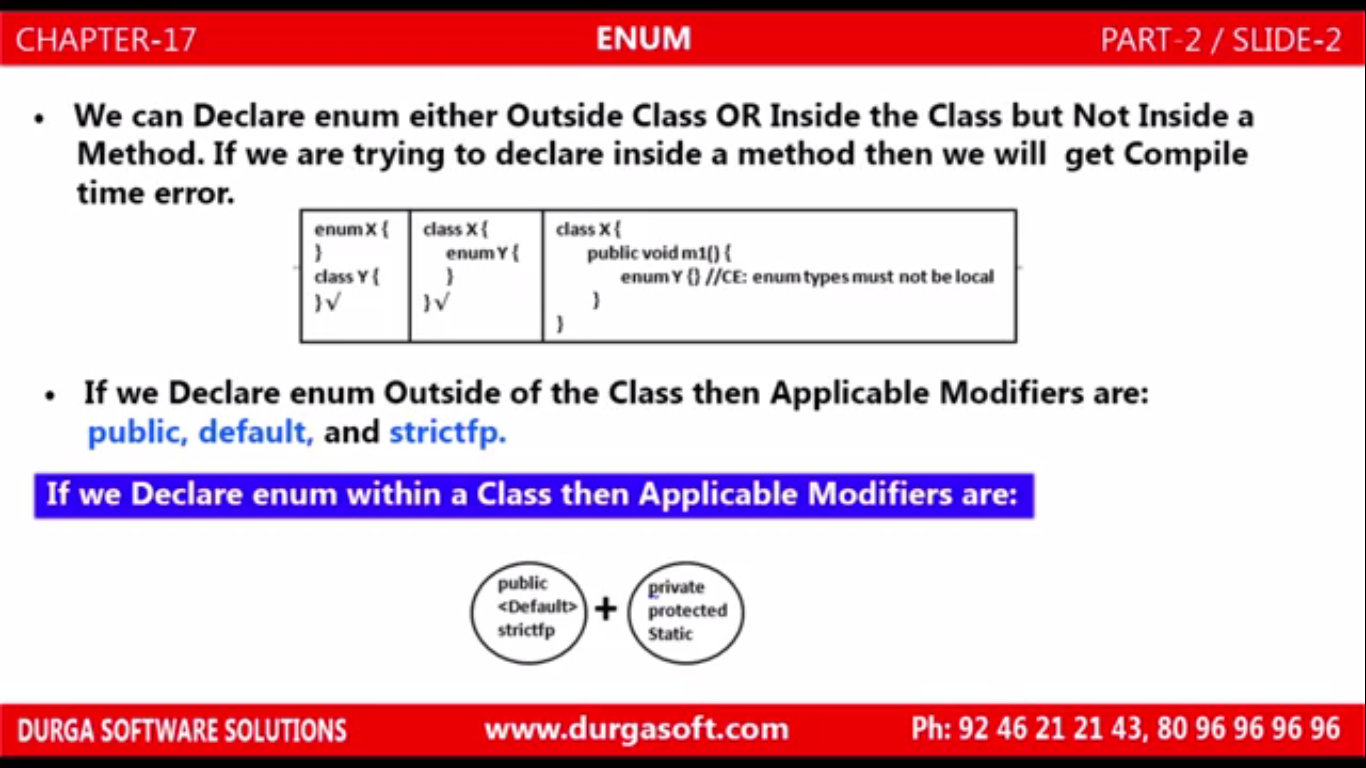 CHAPTER-17 ENUM PART-2 / SLIDE-2
• We can Declare enum either Outside Class OR Inside the Class but Not Inside a
Method. If we are trying to declare inside a method then we will get Compile
time error.
enum X {
}
class Y {
} √
class X {
enum Y {
}
} √
class X {
public void m1() {
enum Y {} //CE: enum types must not be local
}
}
• If we Declare enum Outside of the Class then Applicable Modifiers are:
public, default, and strictfp.
If we Declare enum within a Class then Applicable Modifiers are:
public
<Default>
strictfp
+
private
protected
Static
DURGA SOFTWARE SOLUTIONS www.durgasoft.com Ph: 92 46 21 21 43, 80 96 96 96 96